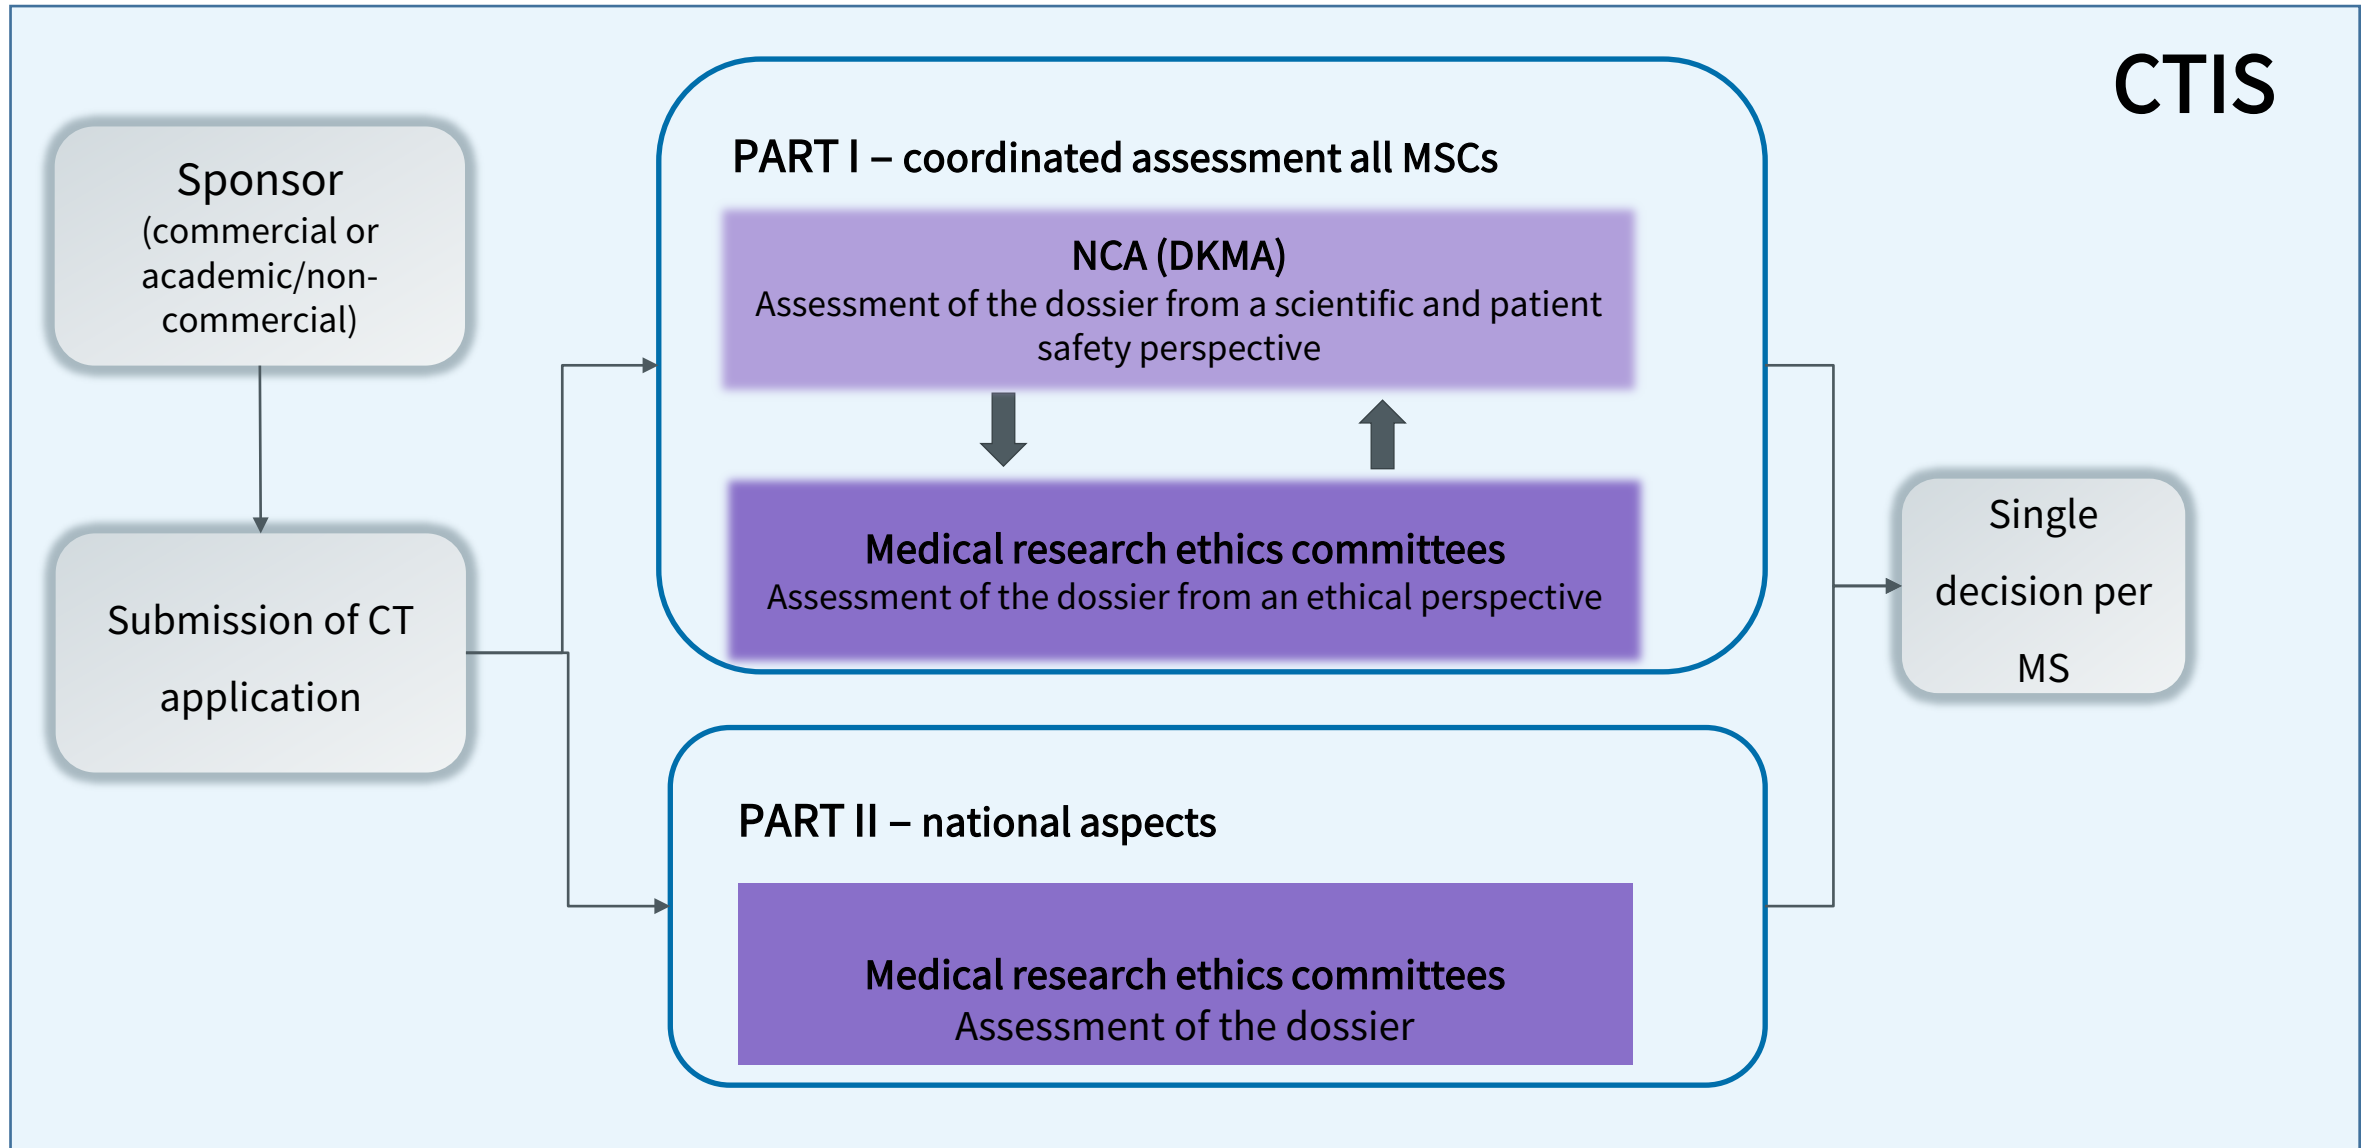 CTIS
Sponsor
(commercial or
academic/non-
commercial)
Submission of CT
application
PART I – coordinated assessment all MSCs
NCA (DKMA)
Assessment of the dossier from a scientific and patient
safety perspective
Medical research ethics committees
Assessment of the dossier from an ethical perspective
PART II – national aspects
Medical research ethics committees
Assessment of the dossier
Single
decision per
MS